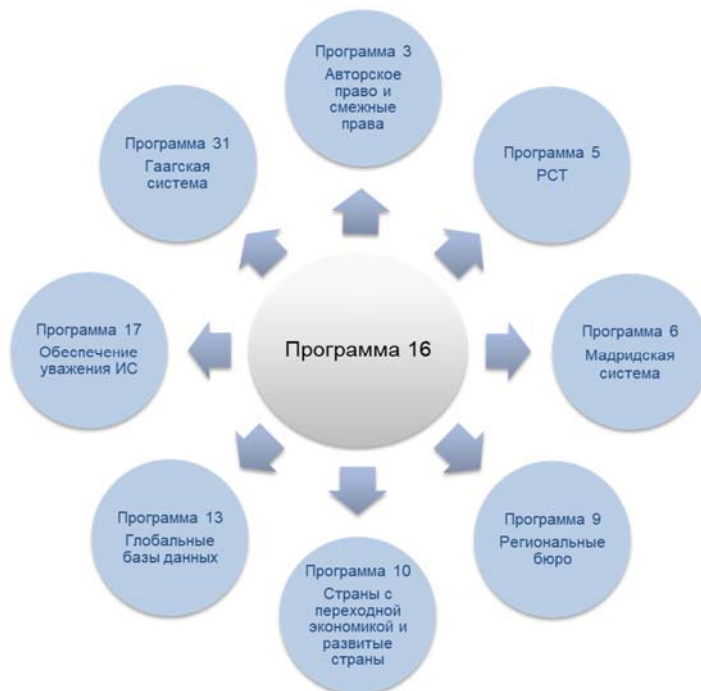 Программа 3
Авторское
право и
смежные
права
Программа 5
РСТ
Программа 6
Мадридская
система
Программа 9
Региональные
бюро
Программа 10
Страны с
переходной
экономикой и
развитые
страны
Программа 13
Глобальные
базы данных
Программа 17
Обеспечение
уважения ИС
Программа 31
Гаагская
система
Программа 16